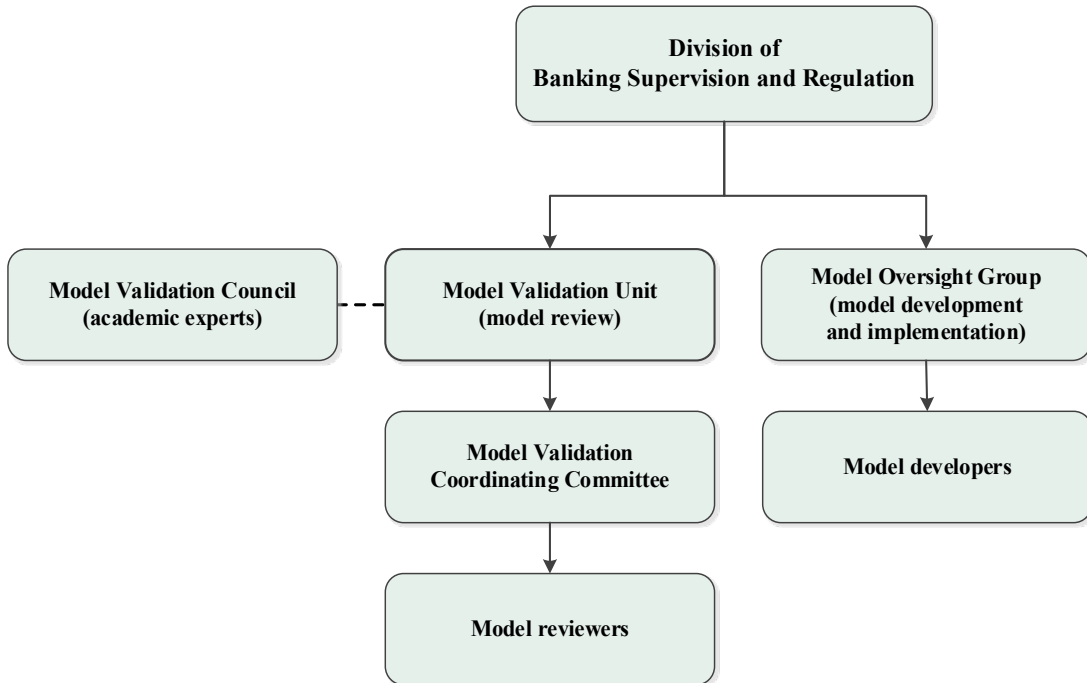 Division of
Banking Supervision and Regulation
Model Validation Council
(academic experts)
Model Validation Unit
(model review)
Model Oversight Group
(model development
and implementation)
Model Validation
Coordinating Committee
Model developers
Model reviewers